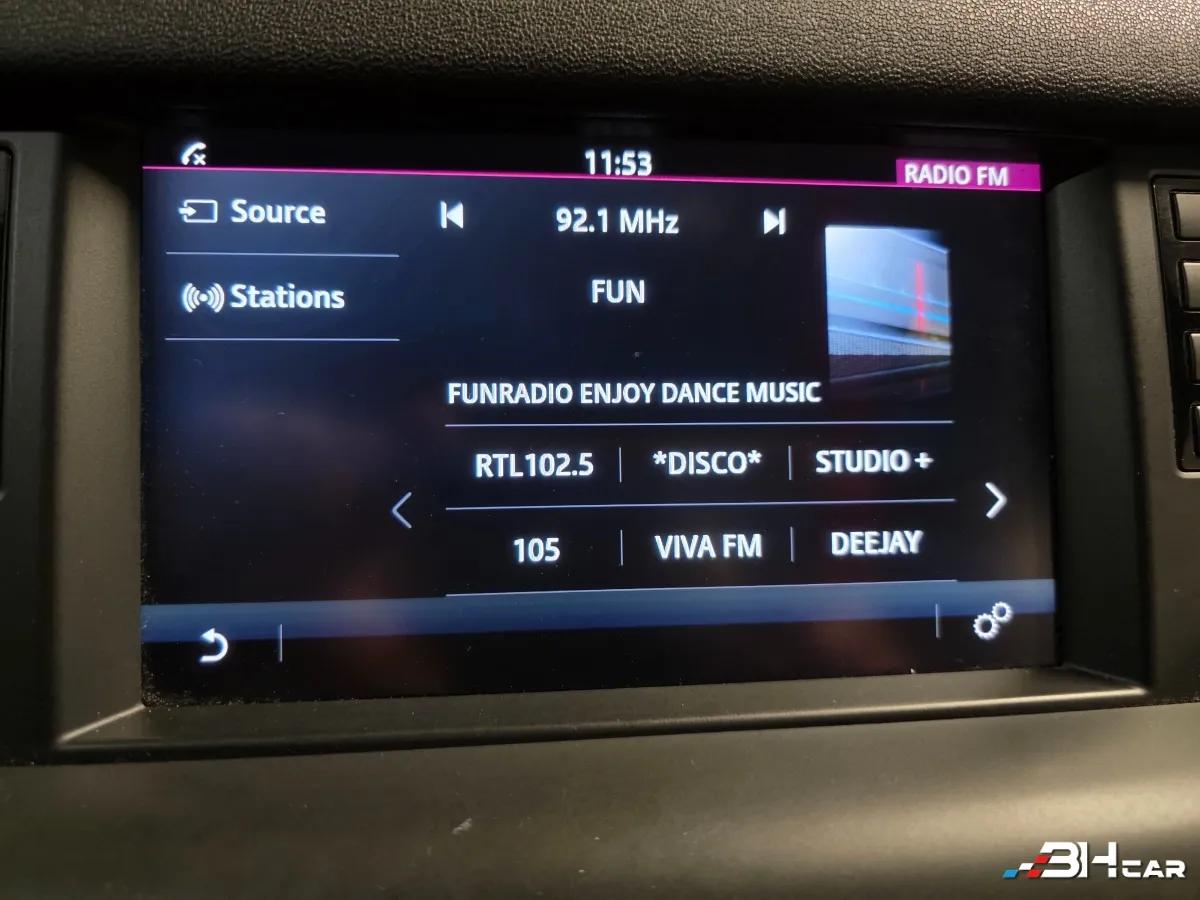 11:53
RADIO FM
Source
92.1 MHz
Stations
FUN
FUNRADIO ENJOY DANCE MUSIC
RTL102.5 *DISCO* STUDIO +
105 VIVA FM DEEJAY
3HCAR